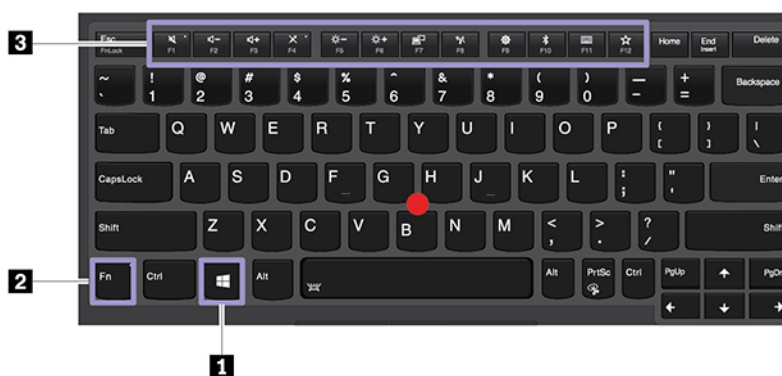 3
Esc F1 F2 F3 F4 F5 F6 F7 F8 F9 F10 F11 F12 Home End Delete
FnLock Insert
~ ! @ # $ % ^ & * ( ) — +
` 1 2 3 4 5 6 7 8 9 0 - = Backspace
Tab Q W E R T Y U I O P { } |
[ ] \
CapsLock A S D F G H J K L : " Enter
; '
Shift Z X C V B N M < > ? Shift
, . /
2
Fn Ctrl Alt Alt PrtSc Ctrl PgUp PgDn
1